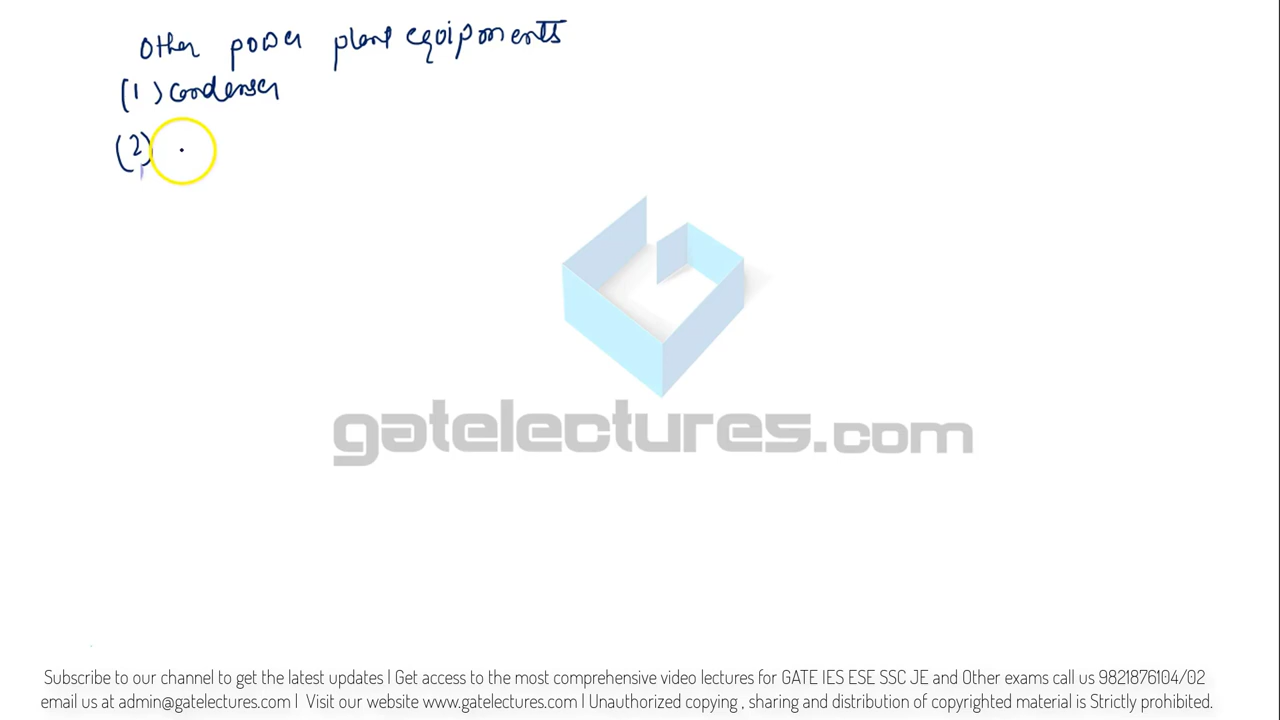 Other power plant equipments
(1) Condenser
(2)
gatelectures.com
Subscribe to our channel to get the latest updates | Get access to the most comprehensive video lectures for GATE IES ESE SSC JE and Other exams call us 9821876104/02
email us at admin@gatelectures.com | Visit our website www.gatelectures.com | Unauthorized copying , sharing and distribution of copyrighted material is Strictly prohibited.